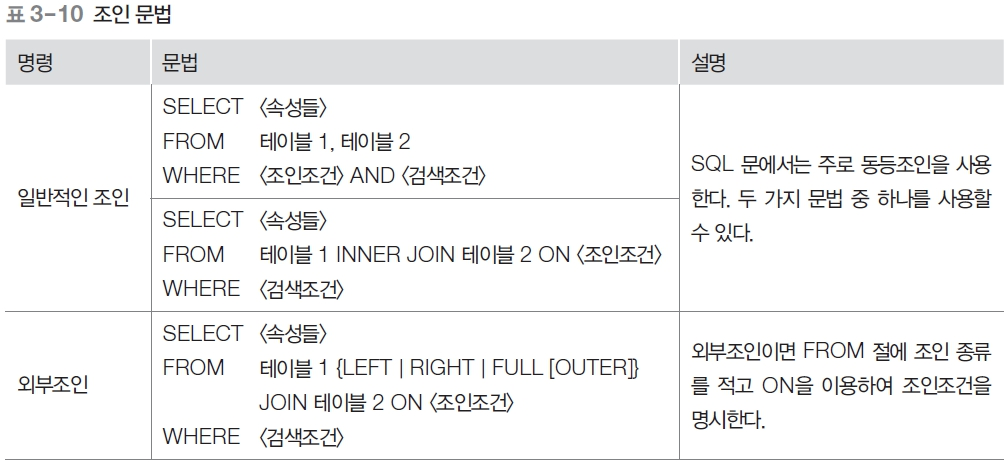 표 3-10 조인 문법
명령 문법 설명
일반적인 조인
SELECT 〈속성들〉
FROM 테이블 1, 테이블 2
WHERE 〈조인조건〉 AND 〈검색조건〉
SELECT 〈속성들〉
FROM 테이블 1 INNER JOIN 테이블 2 ON 〈조인조건〉
WHERE 〈검색조건〉
SQL 문에서는 주로 동등조인을 사용
한다. 두 가지 문법 중 하나를 사용할
수 있다.
외부조인
SELECT 〈속성들〉
FROM 테이블 1 {LEFT | RIGHT | FULL [OUTER]}
JOIN 테이블 2 ON 〈조인조건〉
WHERE 〈검색조건〉
외부조인이면 FROM 절에 조인 종류
를 적고 ON을 이용하여 조인조건을
명시한다.